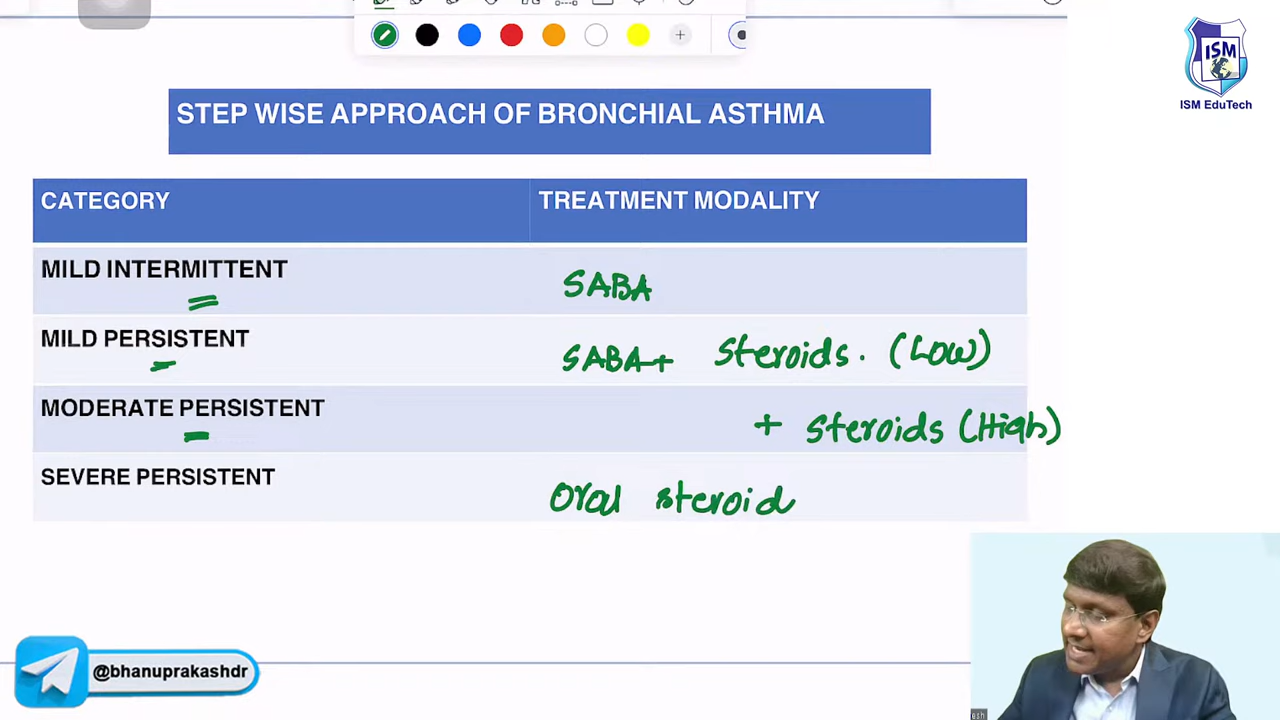 ISM
ISM EduTech
STEP WISE APPROACH OF BRONCHIAL ASTHMA
CATEGORY TREATMENT MODALITY
MILD INTERMITTENT SABA
MILD PERSISTENT SABA+ Steroids. (Low)
MODERATE PERSISTENT + Steroids (High)
SEVERE PERSISTENT Oral steroid
@bhanuprakashdr